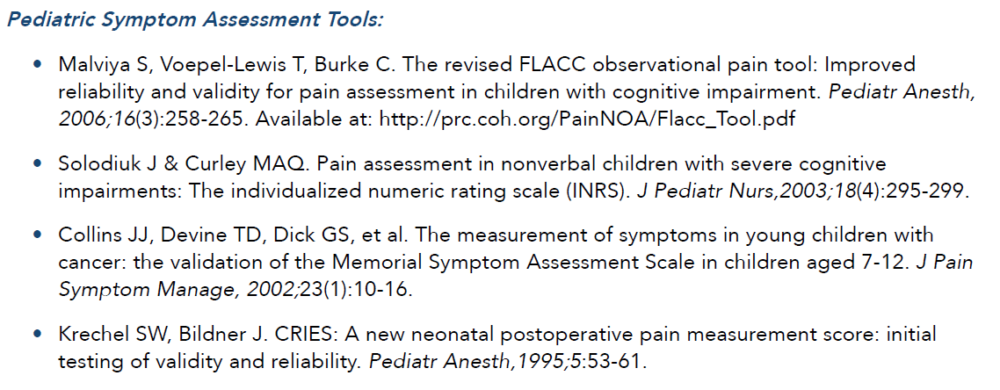 Pediatric Symptom Assessment Tools:
• Malviya S, Voepel-Lewis T, Burke C. The revised FLACC observational pain tool: Improved
reliability and validity for pain assessment in children with cognitive impairment. Pediatr Anesth,
2006;16(3):258-265. Available at: http://prc.coh.org/PainNOA/Flacc_Tool.pdf
• Solodiuk J & Curley MAQ. Pain assessment in nonverbal children with severe cognitive
impairments: The individualized numeric rating scale (INRS). J Pediatr Nurs,2003;18(4):295-299.
• Collins JJ, Devine TD, Dick GS, et al. The measurement of symptoms in young children with
cancer: the validation of the Memorial Symptom Assessment Scale in children aged 7-12. J Pain
Symptom Manage, 2002;23(1):10-16.
• Krechel SW, Bildner J. CRIES: A new neonatal postoperative pain measurement score: initial
testing of validity and reliability. Pediatr Anesth,1995;5:53-61.